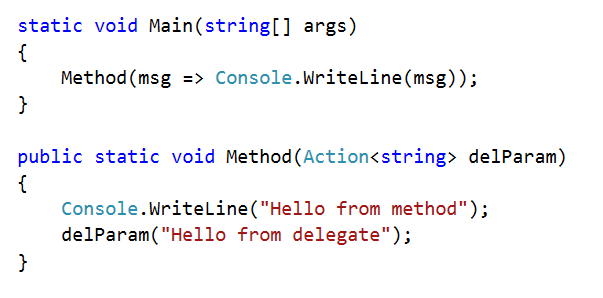 static void Main(string[] args)
{
    Method(msg => Console.WriteLine(msg));
}

public static void Method(Action<string> delParam)
{
    Console.WriteLine("Hello from method");
    delParam("Hello from delegate");
}